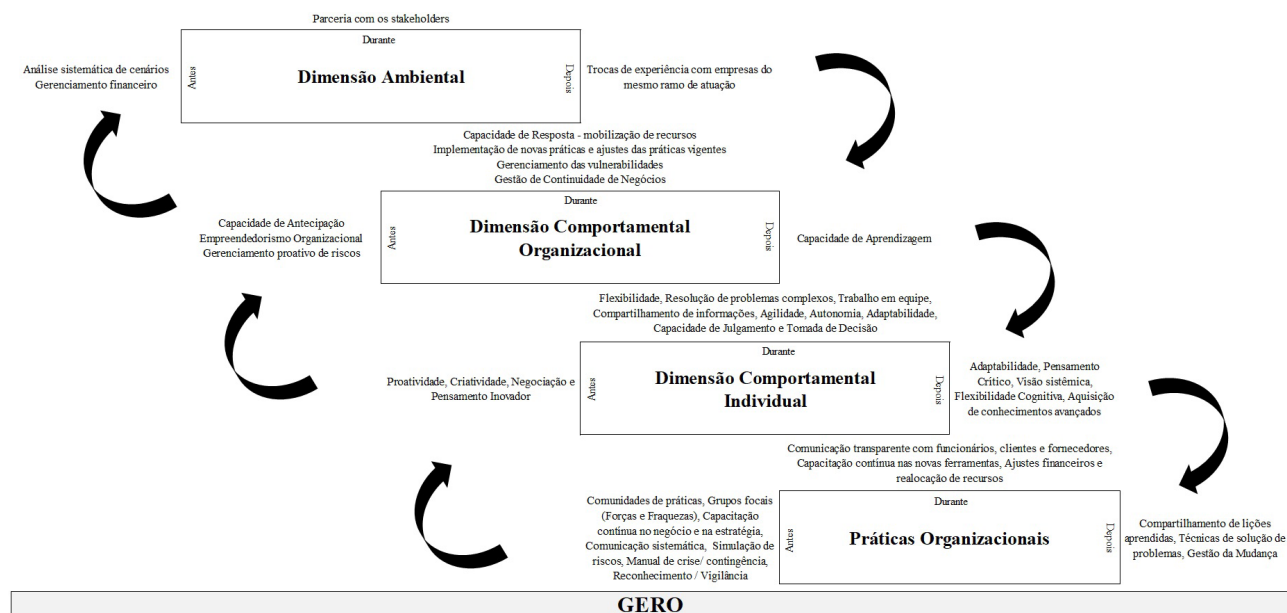 Parceria com os stakeholders
Durante
Análise sistemática de cenários
Gerenciamento financeiro
Antes
Dimensão Ambiental
Depois
Trocas de experiência com empresas do
mesmo ramo de atuação
Capacidade de Resposta - mobilização de recursos
Implementação de novas práticas e ajustes das práticas vigentes
Gerenciamento das vulnerabilidades
Gestão de Continuidade de Negócios
Durante
Capacidade de Antecipação
Empreendedorismo Organizacional
Gerenciamento proativo de riscos
Antes
Dimensão Comportamental
Organizacional
Depois
Capacidade de Aprendizagem
Flexibilidade, Resolução de problemas complexos, Trabalho em equipe,
Compartilhamento de informações, Agilidade, Autonomia, Adaptabilidade,
Capacidade de Julgamento e Tomada de Decisão
Durante
Proatividade, Criatividade, Negociação e
Pensamento Inovador
Antes
Dimensão Comportamental
Individual
Depois
Adaptabilidade, Pensamento
Crítico, Visão sistêmica,
Flexibilidade Cognitiva, Aquisição
de conhecimentos avançados
Comunicação transparente com funcionários, clientes e fornecedores,
Capacitação contínua nas novas ferramentas, Ajustes financeiros e
realocação de recursos
Durante
Comunidades de práticas, Grupos focais
(Forças e Fraquezas), Capacitação
contínua no negócio e na estratégia,
Comunicação sistemática, Simulação de
riscos, Manual de crise/ contingência,
Reconhecimento / Vigilância
Antes
Práticas Organizacionais
Depois
Compartilhamento de lições
aprendidas, Técnicas de solução de
problemas, Gestão da Mudança
GERO